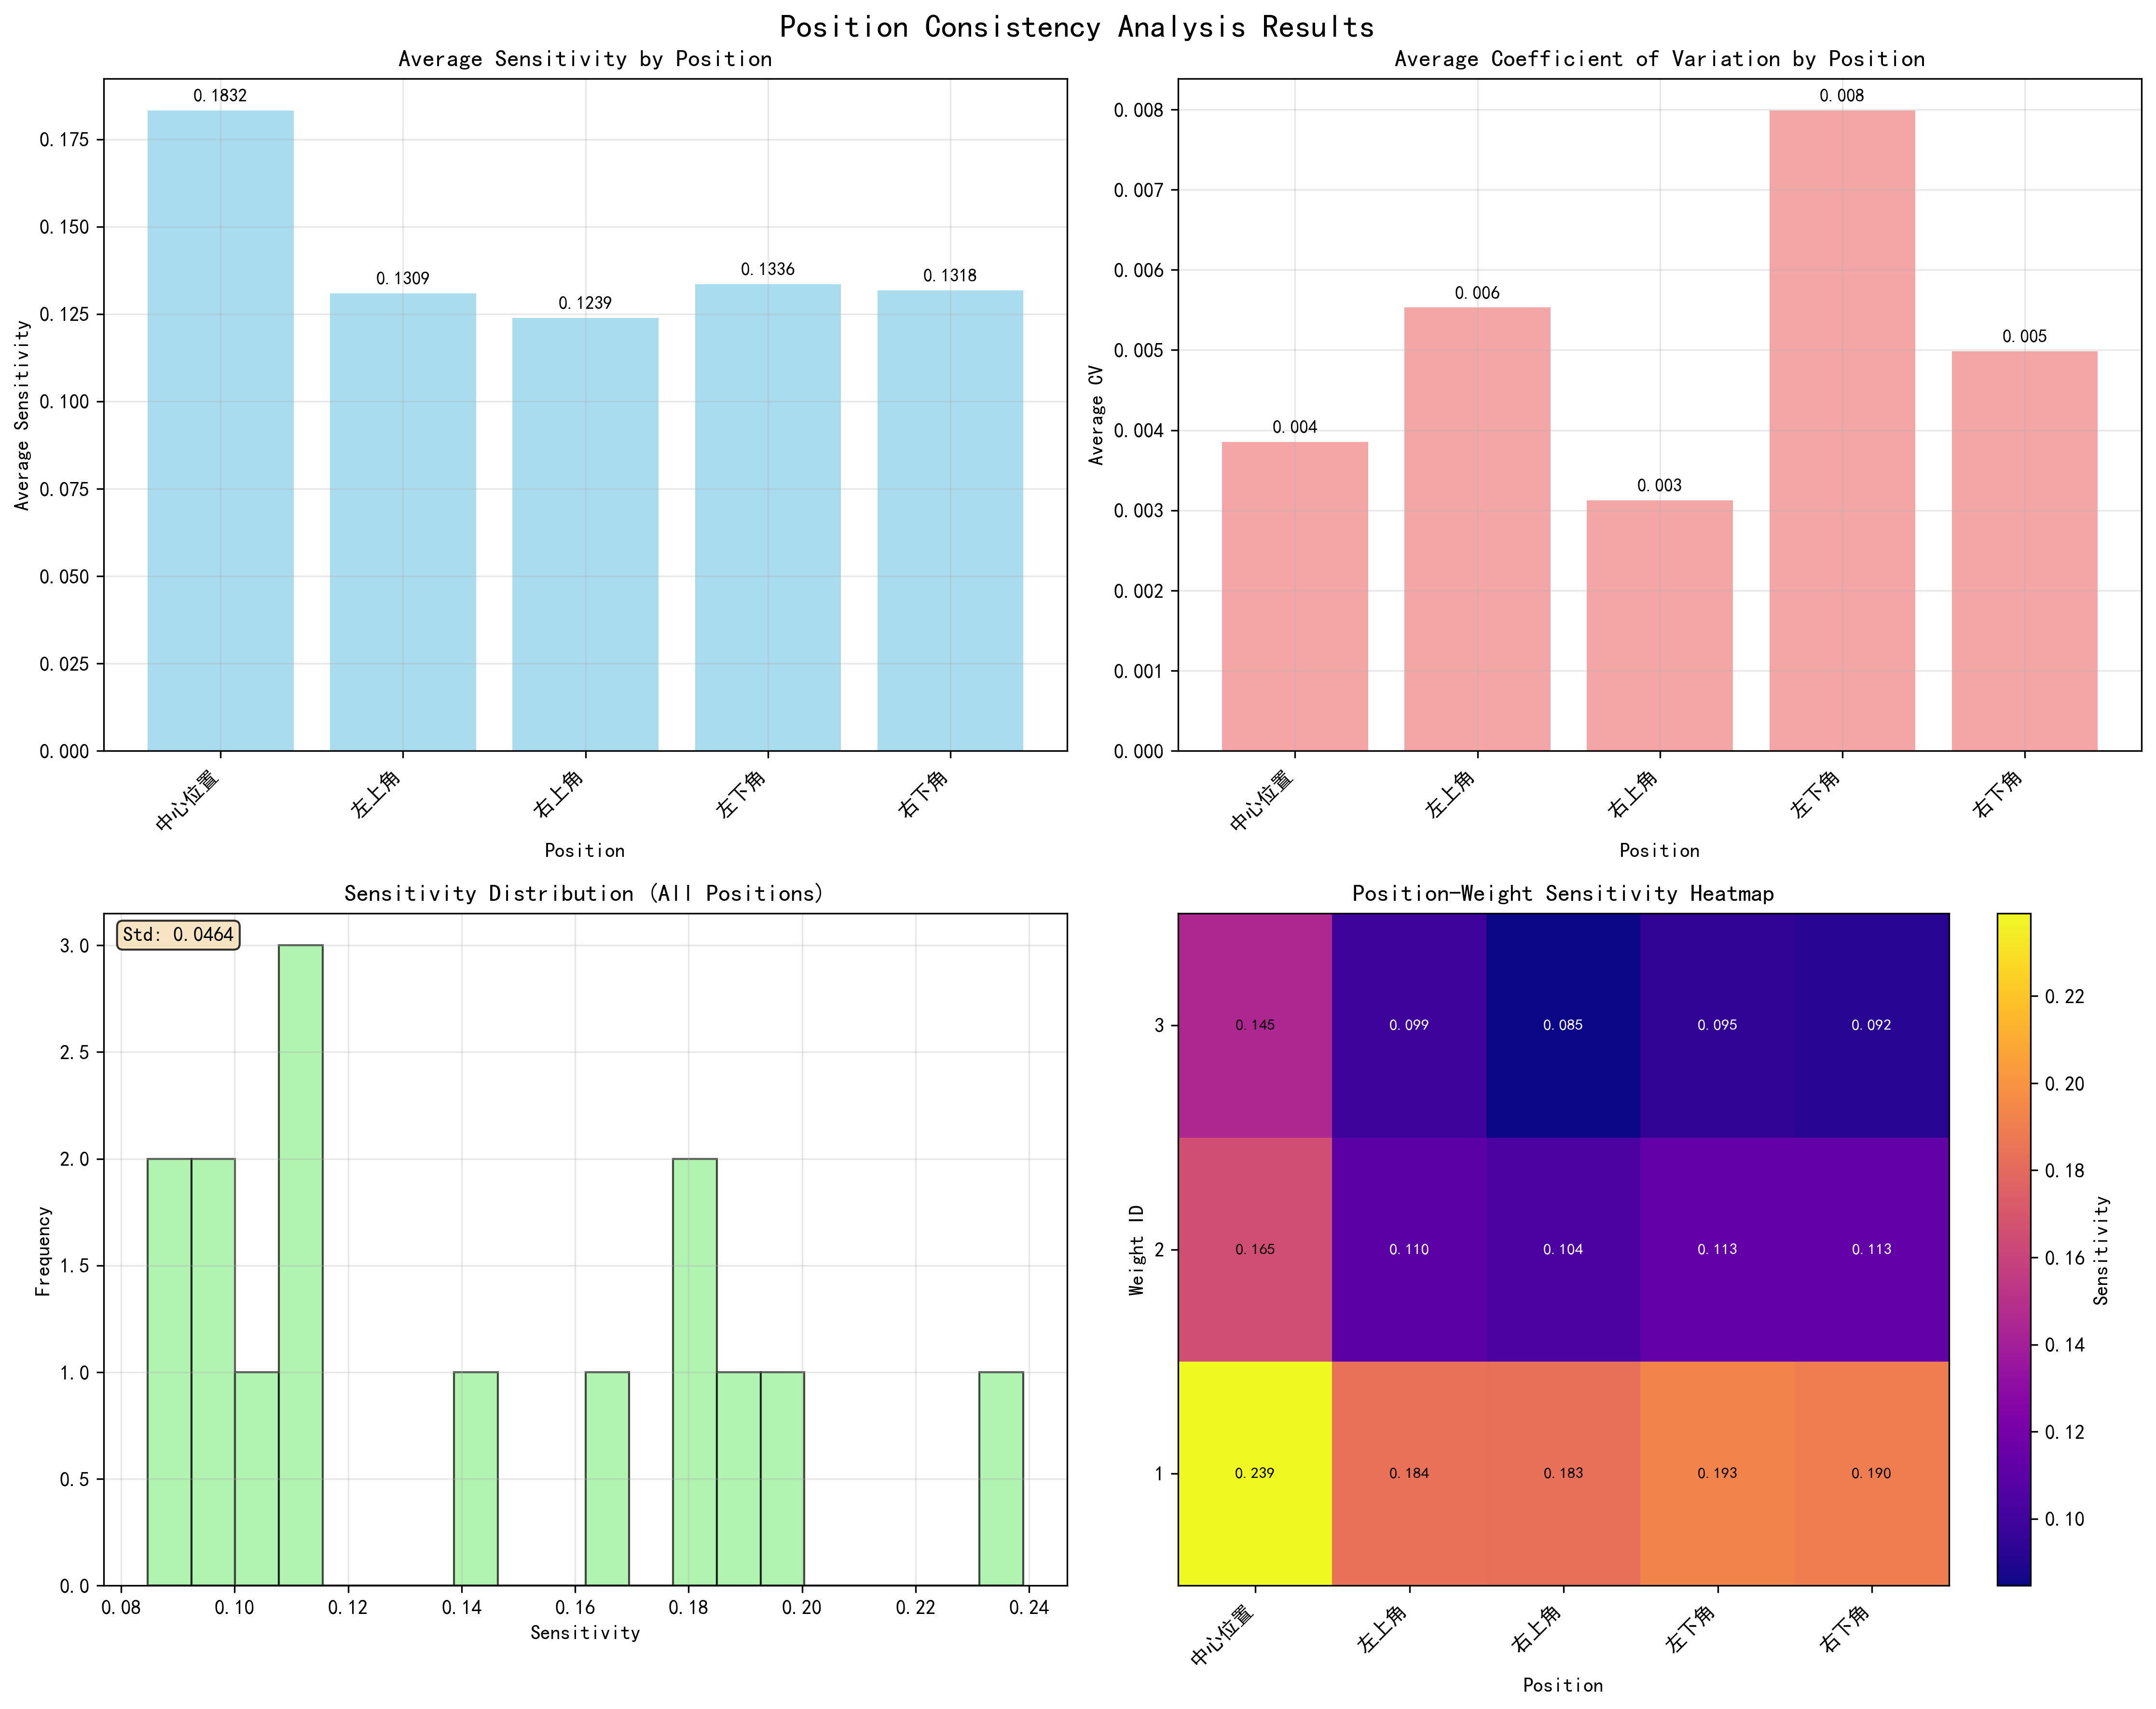 Position Consistency Analysis Results
Average Sensitivity by Position
0.1832
0.1309
0.1239
0.1336
0.1318
0.175
0.150
0.125
0.100
0.075
0.050
0.025
0.000
Average Sensitivity
中心位置
左上角
右上角
左下角
右下角
Position
Average Coefficient of Variation by Position
0.004
0.006
0.003
0.008
0.005
0.008
0.007
0.006
0.005
0.004
0.003
0.002
0.001
0.000
Average CV
中心位置
左上角
右上角
左下角
右下角
Position
Sensitivity Distribution (All Positions)
Std: 0.0464
3.0
2.5
2.0
1.5
1.0
0.5
0.0
Frequency
0.08 0.10 0.12 0.14 0.16 0.18 0.20 0.22 0.24
Sensitivity
Position-Weight Sensitivity Heatmap
3 0.145 0.099 0.085 0.095 0.092
2 0.165 0.110 0.104 0.113 0.113
1 0.239 0.184 0.183 0.193 0.190
Weight ID
中心位置
左上角
右上角
左下角
右下角
Position
0.22
0.20
0.18
0.16
0.14
0.12
0.10
Sensitivity